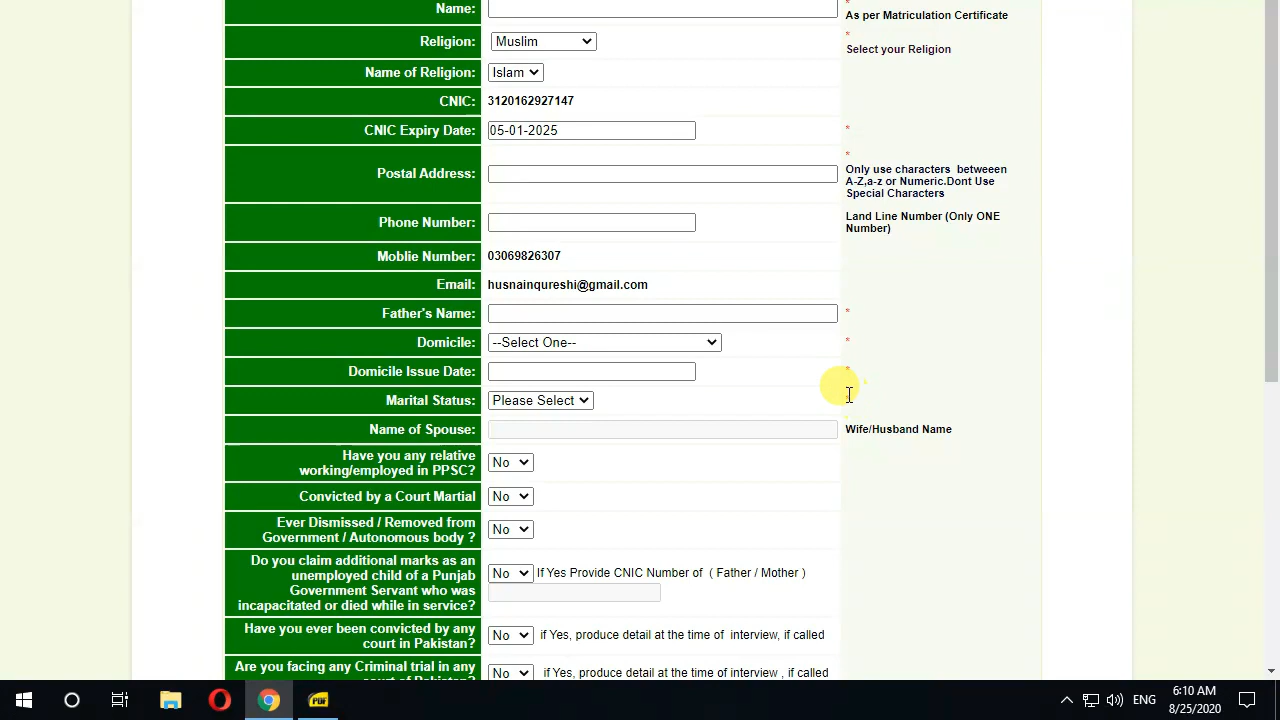 Name:
As per Matriculation Certificate
Religion: Muslim
Select your Religion
Name of Religion: Islam
CNIC: 3120162927147
CNIC Expiry Date: 05-01-2025 *
Postal Address:
*
Only use characters betweeen
A-Z,a-z or Numeric.Dont Use
Special Characters
Phone Number:
Land Line Number (Only ONE
Number)
Moblie Number: 03069826307
Email: husnainqureshi@gmail.com
Father's Name: *
Domicile: --Select One-- *
Domicile Issue Date: *
Marital Status: Please Select
Name of Spouse: Wife/Husband Name
Have you any relative
working/employed in PPSC? No
Convicted by a Court Martial No
Ever Dismissed / Removed from
Government / Autonomous body ? No
Do you claim additional marks as an
unemployed child of a Punjab
Government Servant who was
incapacitated or died while in service?
No If Yes Provide CNIC Number of ( Father / Mother )
Have you ever been convicted by any
court in Pakistan?
No if Yes, produce detail at the time of interview, if called
Are you facing any Criminal trial in any
court of Pakistan?
No if Yes, produce detail at the time of interview , if called
PDF
ENG
6:10 AM
8/25/2020